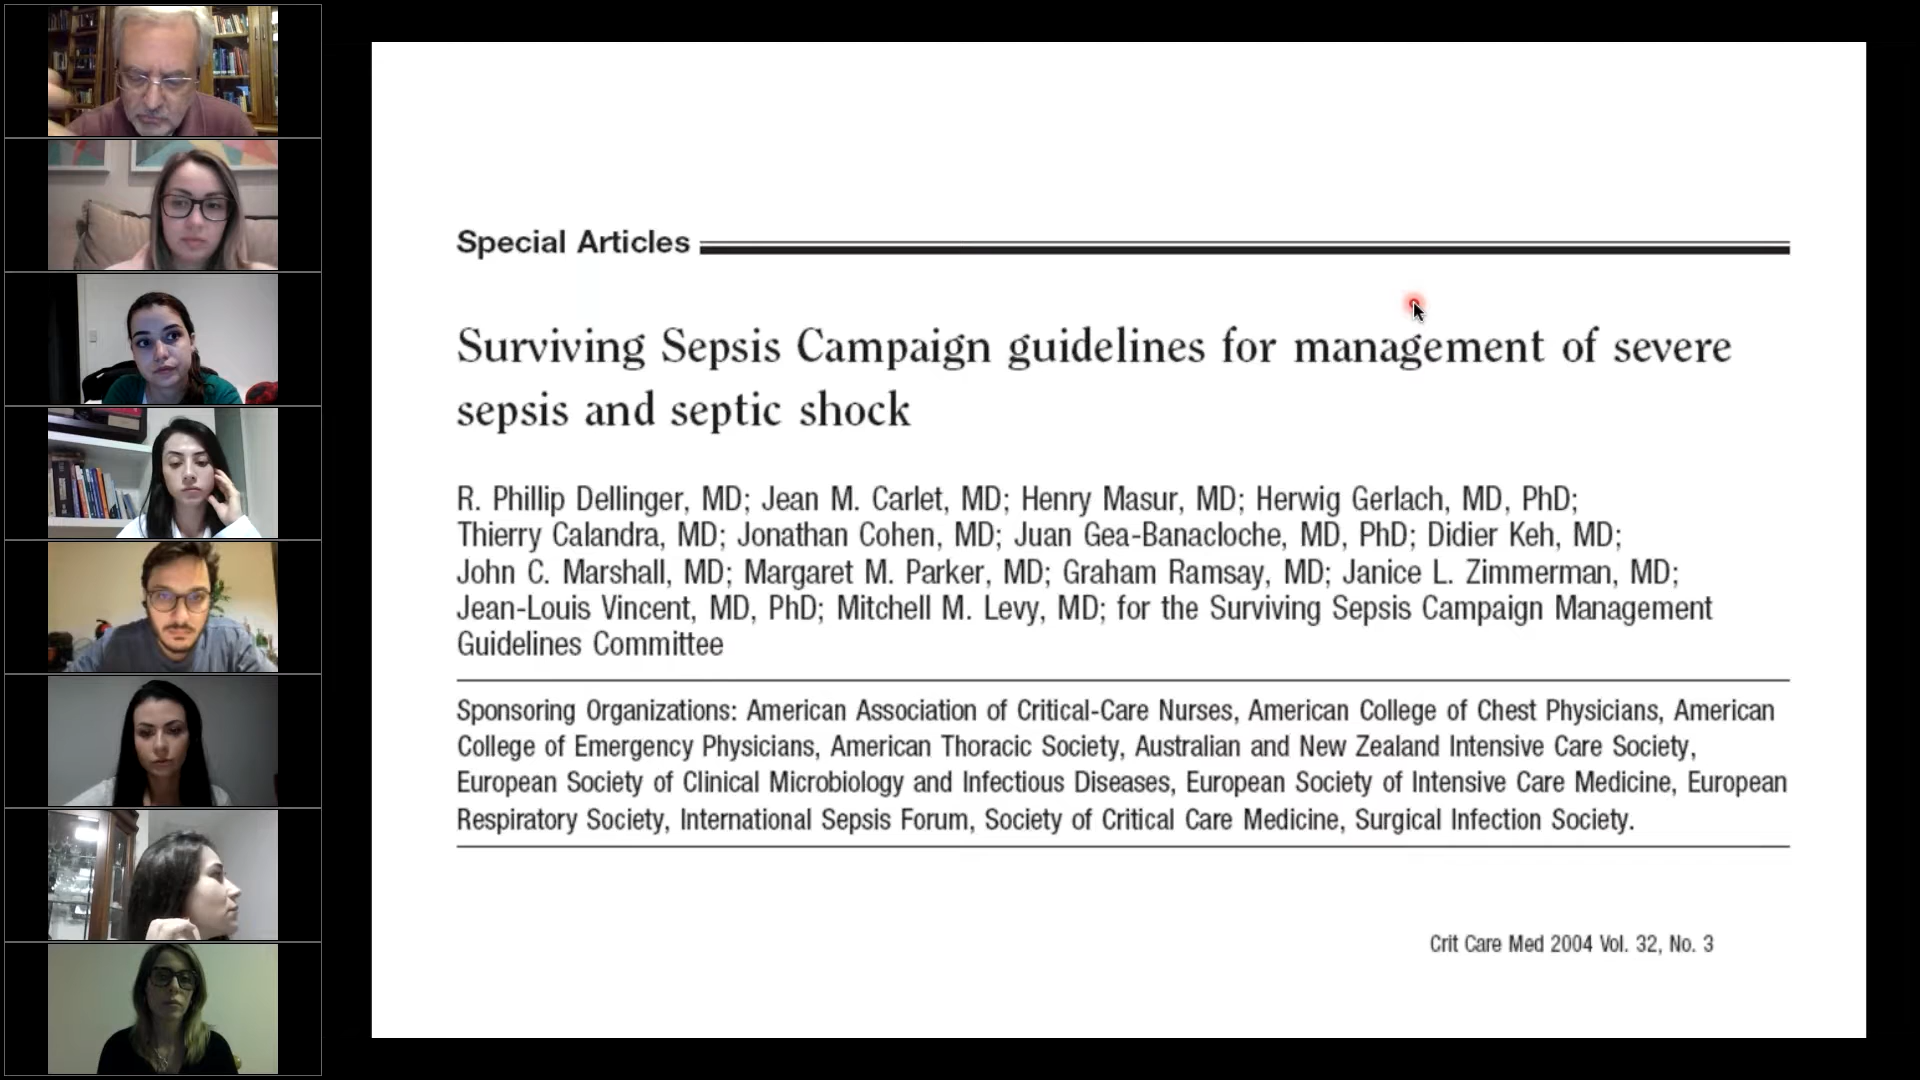 Special Articles
Surviving Sepsis Campaign guidelines for management of severe
sepsis and septic shock
R. Phillip Dellinger, MD; Jean M. Carlet, MD; Henry Masur, MD; Herwig Gerlach, MD, PhD;
Thierry Calandra, MD; Jonathan Cohen, MD; Juan Gea-Banacloche, MD, PhD; Didier Keh, MD;
John C. Marshall, MD; Margaret M. Parker, MD; Graham Ramsay, MD; Janice L. Zimmerman, MD;
Jean-Louis Vincent, MD, PhD; Mitchell M. Levy, MD; for the Surviving Sepsis Campaign Management
Guidelines Committee
Sponsoring Organizations: American Association of Critical-Care Nurses, American College of Chest Physicians, American
College of Emergency Physicians, American Thoracic Society, Australian and New Zealand Intensive Care Society,
European Society of Clinical Microbiology and Infectious Diseases, European Society of Intensive Care Medicine, European
Respiratory Society, International Sepsis Forum, Society of Critical Care Medicine, Surgical Infection Society.
Crit Care Med 2004 Vol. 32, No. 3